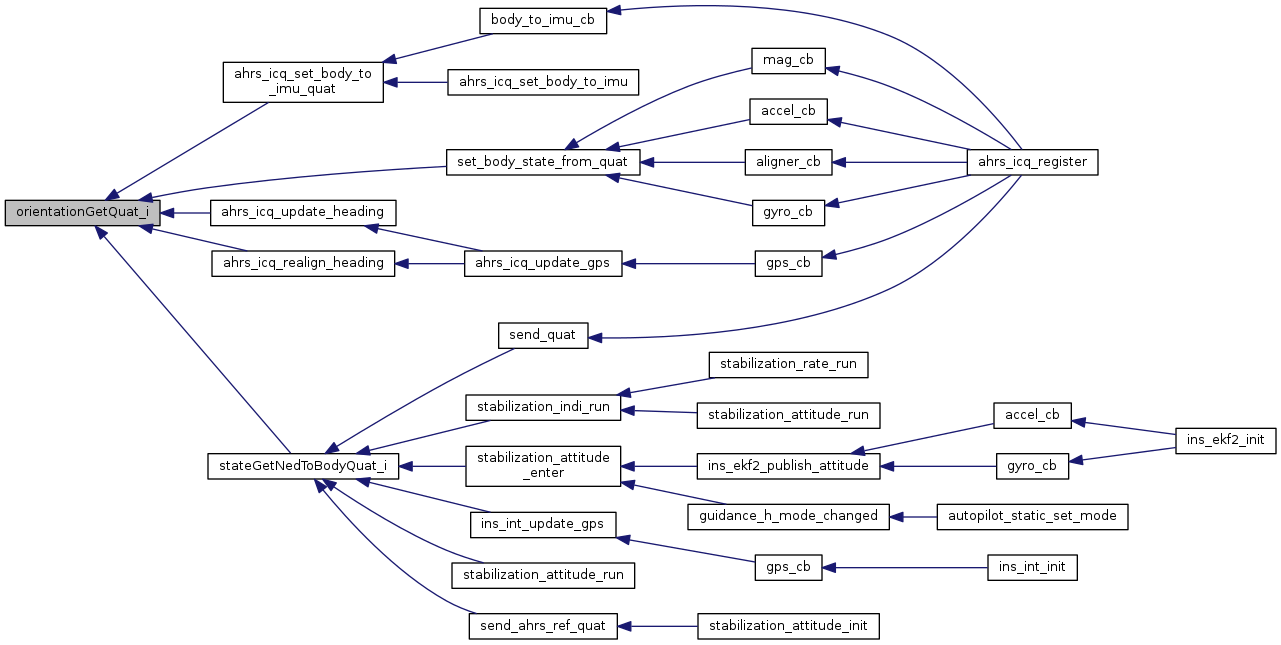 body_to_imu_cb
mag_cb
ahrs_icq_set_body_to
_imu_quat
ahrs_icq_set_body_to_imu
accel_cb
set_body_state_from_quat
aligner_cb
ahrs_icq_register
orientationGetQuat_i
ahrs_icq_update_heading
gyro_cb
ahrs_icq_realign_heading
ahrs_icq_update_gps
gps_cb
send_quat
stabilization_rate_run
stabilization_indi_run
stabilization_attitude_run
accel_cb
ins_ekf2_init
stateGetNedToBodyQuat_i
stabilization_attitude
_enter
ins_ekf2_publish_attitude
gyro_cb
guidance_h_mode_changed
autopilot_static_set_mode
ins_int_update_gps
gps_cb
ins_int_init
stabilization_attitude_run
send_ahrs_ref_quat
stabilization_attitude_init